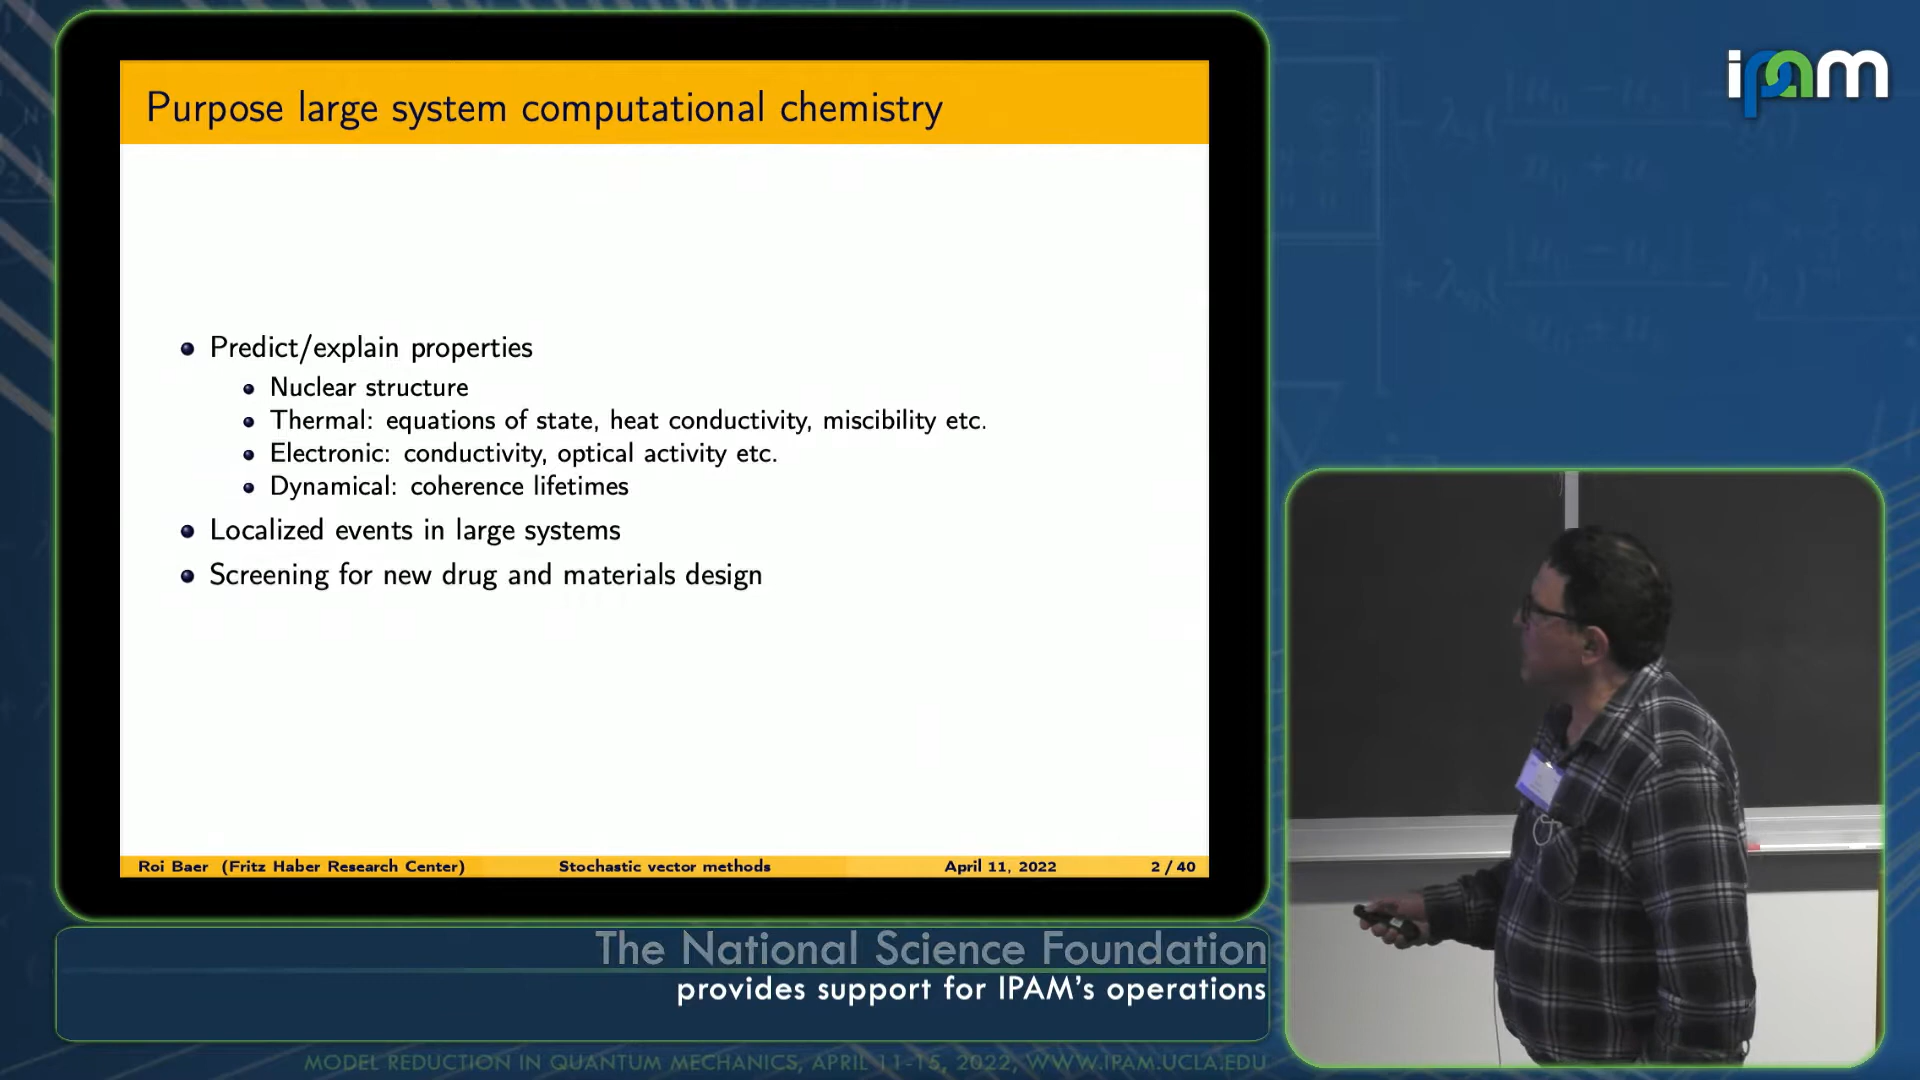 ipam
Purpose large system computational chemistry
Predict/explain properties
Nuclear structure
Thermal: equations of state, heat conductivity, miscibility etc.
Electronic: conductivity, optical activity etc.
Dynamical: coherence lifetimes
Localized events in large systems
Screening for new drug and materials design
Roi Baer (Fritz Haber Research Center) Stochastic vector methods April 11, 2022 2 / 40
The National Science Foundation
provides support for IPAM's operations
MODEL REDUCTION IN QUANTUM MECHANICS, APRIL 11-15, 2022, WWW.IPAM.UCLA.EDU